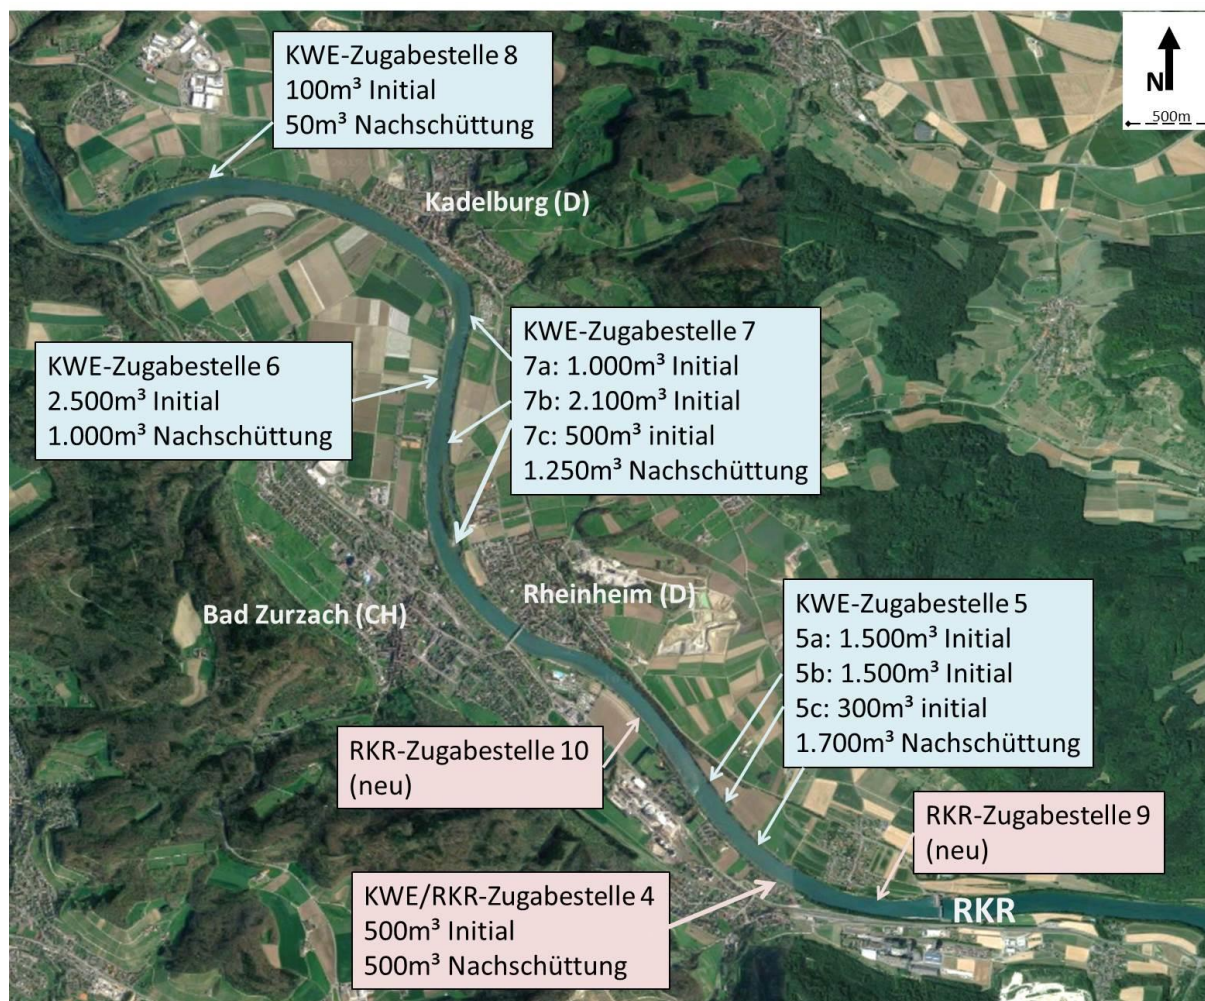 KWE-Zugabestelle 8
100m³ Initial
50m³ Nachschüttung
N
500m
Kadelburg (D)
KWE-Zugabestelle 6
2.500m³ Initial
1.000m³ Nachschüttung
KWE-Zugabestelle 7
7a: 1.000m³ Initial
7b: 2.100m³ Initial
7c: 500m³ initial
1.250m³ Nachschüttung
Bad Zurzach (CH)
Rheinheim (D)
KWE-Zugabestelle 5
5a: 1.500m³ Initial
5b: 1.500m³ Initial
5c: 300m³ initial
1.700m³ Nachschüttung
RKR-Zugabestelle 10
(neu)
RKR-Zugabestelle 9
(neu)
KWE/RKR-Zugabestelle 4
500m³ Initial
500m³ Nachschüttung
RKR